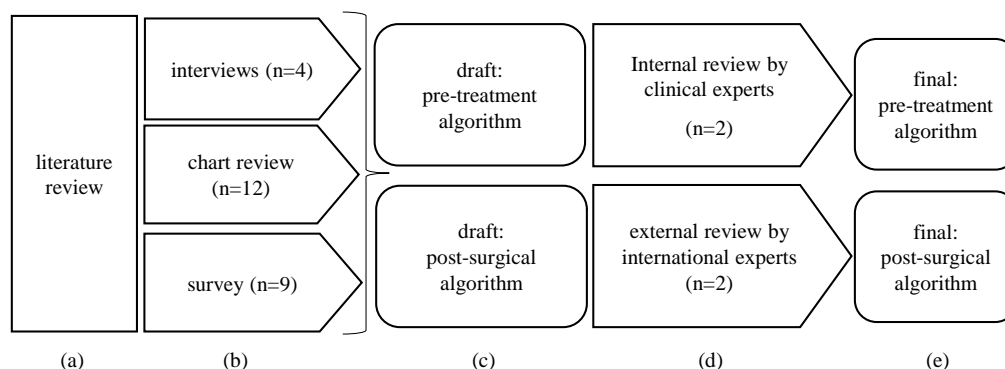 literature
review
interviews (n=4)
chart review
(n=12)
survey (n=9)
draft:
pre-treatment
algorithm
draft:
post-surgical
algorithm
Internal review by
clinical experts
(n=2)
external review by
international experts
(n=2)
final:
pre-treatment
algorithm
final:
post-surgical
algorithm
(a)
(b)
(c)
(d)
(e)